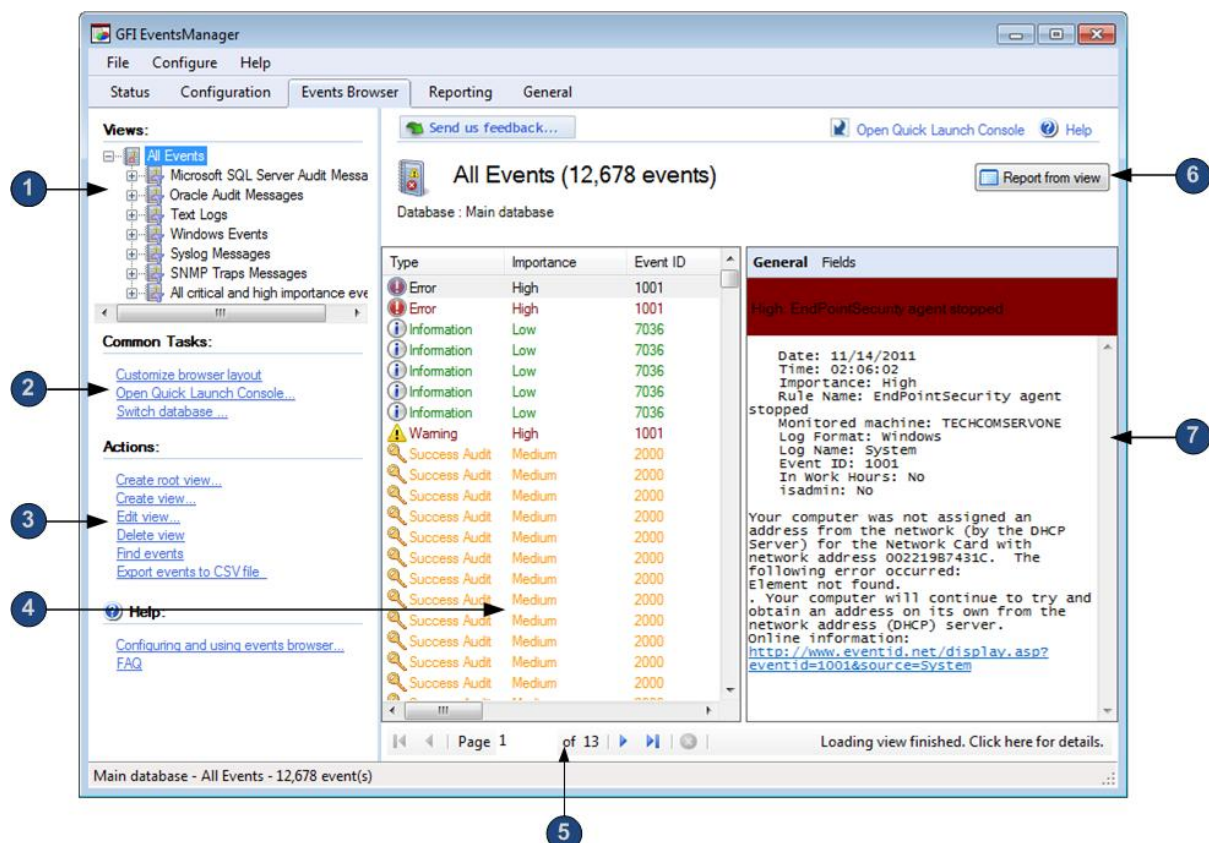 GFI EventsManager
File Configure Help
Status Configuration Events Browser Reporting General
Views:
All Events
Microsoft SQL Server Audit Messa
Oracle Audit Messages
Text Logs
Windows Events
Syslog Messages
SNMP Traps Messages
All critical and high importance eve
Common Tasks:
Customize browser layout
Open Quick Launch Console...
Switch database ...
Actions:
Create root view...
Create view...
Edit view...
Delete view
Find events
Export events to CSV file
Help:
Configuring and using events browser...
FAQ
Send us feedback...
Open Quick Launch Console Help
All Events (12,678 events)
Report from view
Database : Main database
Type Importance Event ID
Error High 1001
Error High 1001
Information Low 7036
Information Low 7036
Information Low 7036
Information Low 7036
Information Low 7036
Warning High 1001
Success Audit Medium 2000
Success Audit Medium 2000
Success Audit Medium 2000
Success Audit Medium 2000
Success Audit Medium 2000
Success Audit Medium 2000
Success Audit Medium 2000
Success Audit Medium 2000
Success Audit Medium 2000
Success Audit Medium 2000
Success Audit Medium 2000
Success Audit Medium 2000
General Fields
High: EndPointSecurity agent stopped
Date: 11/14/2011
Time: 02:06:02
Importance: High
Rule Name: EndPointSecurity agent
stopped
Monitored machine: TECHCOMSERVONE
Log Format: Windows
Log Name: System
Event ID: 1001
In Work Hours: No
isadmin: No
Your computer was not assigned an
address from the network (by the DHCP
Server) for the Network Card with
network address 002219B7431C. The
following error occurred:
Element not found.
. Your computer will continue to try and
obtain an address on its own from the
network address (DHCP) server.
Online information:
http://www.eventid.net/display.asp?
eventid=1001&source=System
Page 1 of 13
Loading view finished. Click here for details.
Main database - All Events - 12,678 event(s)
1
2
3
4
5
6
7